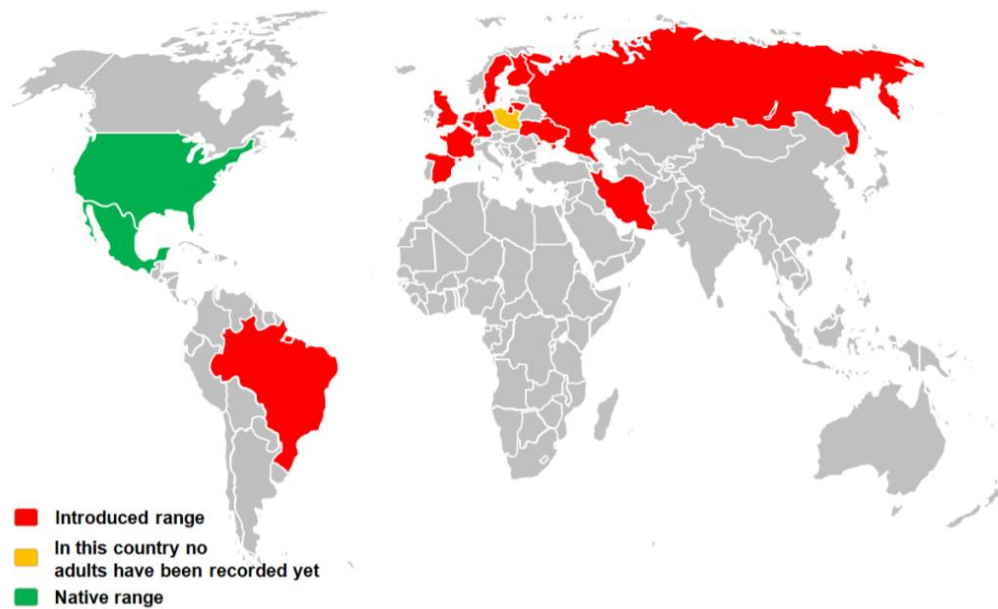 Introduced range
In this country no
adults have been recorded yet
Native range